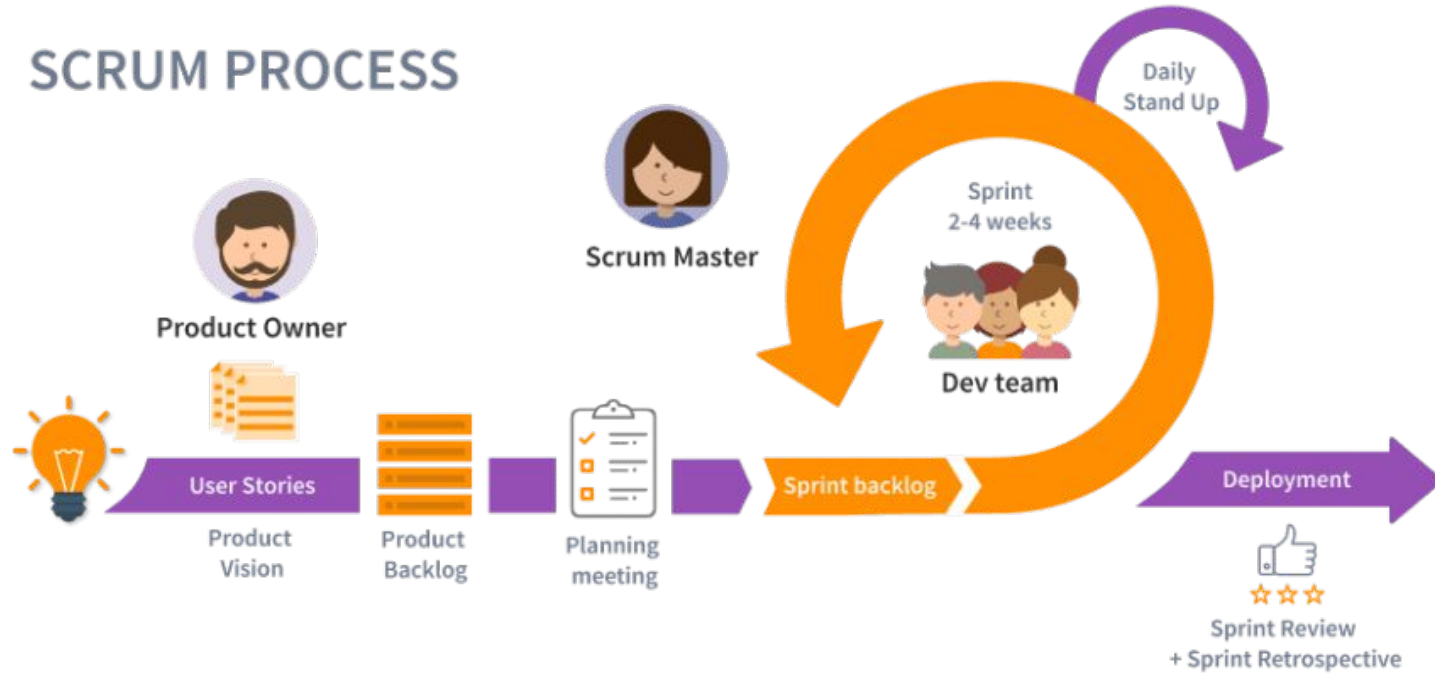 SCRUM PROCESS
Daily
Stand Up
Sprint
2-4 weeks
Scrum Master
Product Owner
Dev team
User Stories
Sprint backlog
Deployment
Product
Vision
Product
Backlog
Planning
meeting
Sprint Review
+ Sprint Retrospective